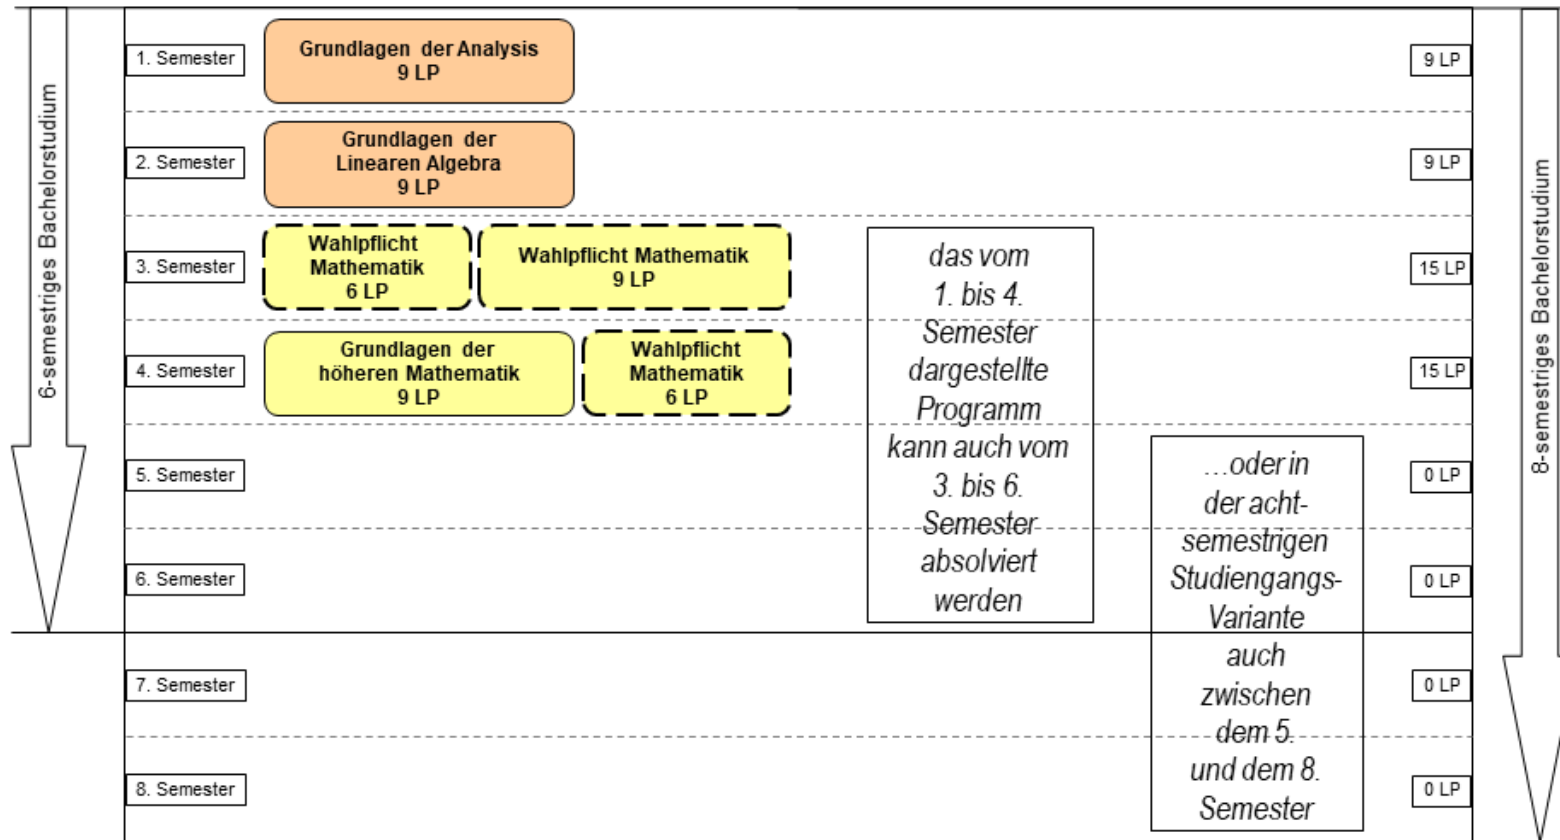 6-semestriges Bachelorstudium
1. Semester
Grundlagen der Analysis
9 LP
9 LP
2. Semester
Grundlagen der
Linearen Algebra
9 LP
9 LP
3. Semester
Wahlpflicht
Mathematik
6 LP
Wahlpflicht Mathematik
9 LP
15 LP
4. Semester
Grundlagen der
höheren Mathematik
9 LP
Wahlpflicht
Mathematik
6 LP
15 LP
das vom
1. bis 4.
Semester
dargestellte
Programm
kann auch vom
3. bis 6.
Semester
absolviert
werden
5. Semester
0 LP
6. Semester
0 LP
...oder in
der acht-
semestrigen
Studiengangs-
Variante
auch
zwischen
dem 5.
und dem 8.
Semester
7. Semester
0 LP
8. Semester
0 LP
8-semestriges Bachelorstudium